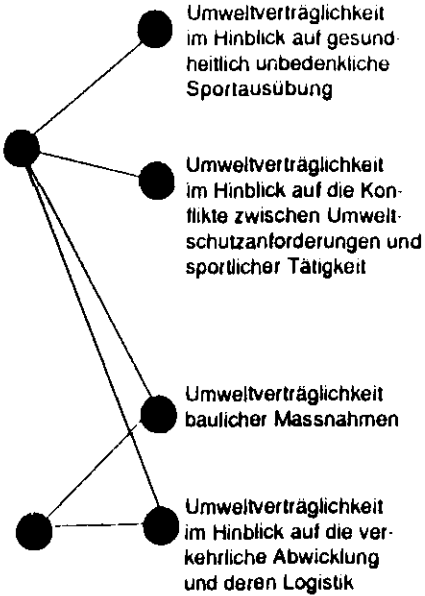 Umweltverträglichkeit
im Hinblick auf gesund-
heitlich unbedenkliche
Sportausübung
Umweltverträglichkeit
im Hinblick auf die Kon-
flikte zwischen Umwelt-
schutzanforderungen und
sportlicher Tätigkeit
Umweltverträglichkeit
baulicher Massnahmen
Umweltverträglichkeit
im Hinblick auf die ver-
kehrliche Abwicklung
und deren Logistik